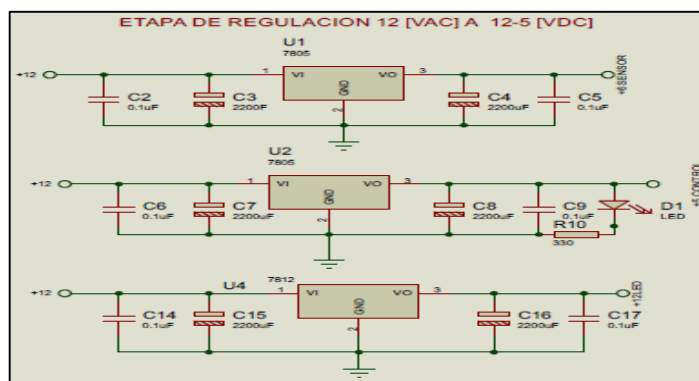 ETAPA DE REGULACION 12 [VAC] A 12-5 [VDC]
U1
7805
+12
1
VI
VO
3
GND
2
C2
0.1uF
C3
2200F
C4
2200uF
C5
0.1uF
+6SENSOR
U2
7805
+12
1
VI
VO
3
GND
2
C6
0.1uF
C7
2200uF
C8
2200uF
C9
0.1uF
D1
LED
R10
330
+5 CONTROL
U4
7812
+12
1
VI
VO
3
GND
2
C14
0.1uF
C15
2200uF
C16
2200uF
C17
0.1uF
+12LED